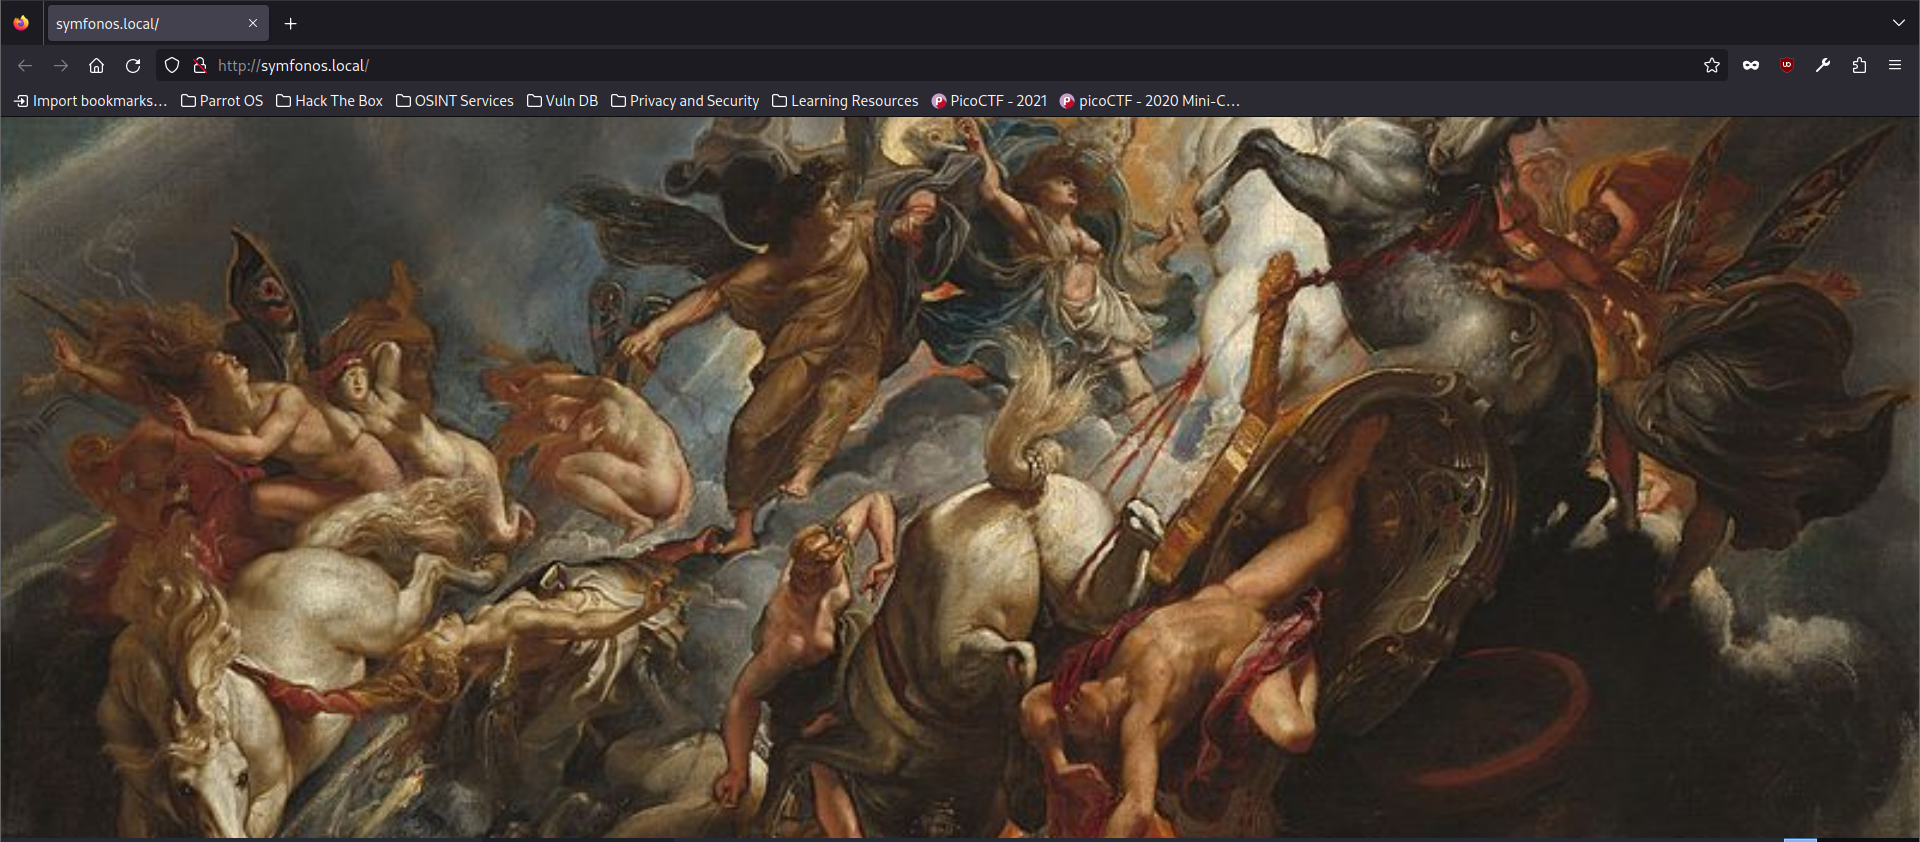 symfonos.local/
http://symfonos.local/
Import bookmarks... Parrot OS Hack The Box OSINT Services Vuln DB Privacy and Security Learning Resources PicoCTF - 2021 picoCTF - 2020 Mini-C...